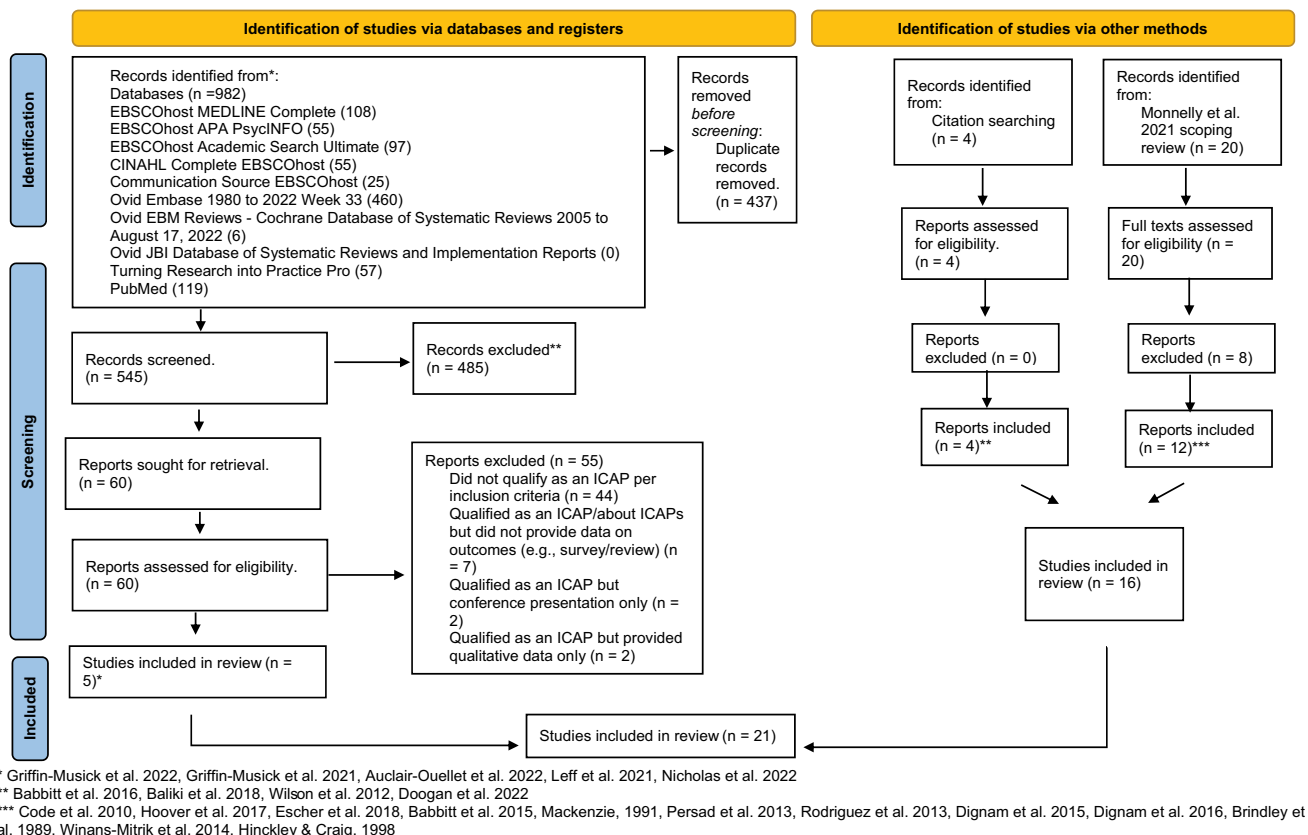 Identification of studies via databases and registers
Identification of studies via other methods
Identification
Records identified from*:
Databases (n =982)
EBSCOhost MEDLINE Complete (108)
EBSCOhost APA PsycINFO (55)
EBSCOhost Academic Search Ultimate (97)
CINAHL Complete EBSCOhost (55)
Communication Source EBSCOhost (25)
Ovid Embase 1980 to 2022 Week 33 (460)
Ovid EBM Reviews - Cochrane Database of Systematic Reviews 2005 to
August 17, 2022 (6)
Ovid JBI Database of Systematic Reviews and Implementation Reports (0)
Turning Research into Practice Pro (57)
PubMed (119)
Records
removed
before
screening:
Duplicate
records
removed.
(n = 437)
Records identified
from:
Citation searching
(n = 4)
Records identified
from:
Monnelly et al.
2021 scoping
review (n = 20)
Reports assessed
for eligibility.
(n = 4)
Full texts assessed
for eligibility (n =
20)
Screening
Records screened.
(n = 545)
Records excluded**
(n = 485)
Reports
excluded (n = 0)
Reports
excluded (n = 8)
Reports sought for retrieval.
(n = 60)
Reports included
(n = 4)**
Reports included
(n = 12)***
Reports assessed for eligibility.
(n = 60)
Reports excluded (n = 55)
Did not qualify as an ICAP per
inclusion criteria (n = 44)
Qualified as an ICAP/about ICAPs
but did not provide data on
outcomes (e.g., survey/review) (n
= 7)
Qualified as an ICAP but
conference presentation only (n =
2)
Qualified as an ICAP but provided
qualitative data only (n = 2)
Studies included in
review (n = 16)
Included
Studies included in review (n =
5)*
Studies included in review (n = 21)
* Griffin-Musick et al. 2022, Griffin-Musick et al. 2021, Auclair-Ouellet et al. 2022, Leff et al. 2021, Nicholas et al. 2022
** Babbitt et al. 2016, Baliki et al. 2018, Wilson et al. 2012, Doogan et al. 2022
*** Code et al. 2010, Hoover et al. 2017, Escher et al. 2018, Babbitt et al. 2015, Mackenzie, 1991, Persad et al. 2013, Rodriguez et al. 2013, Dignam et al. 2015, Dignam et al. 2016, Brindley et
al. 1989, Winans-Mitrik et al. 2014, Hinckley & Craig, 1998